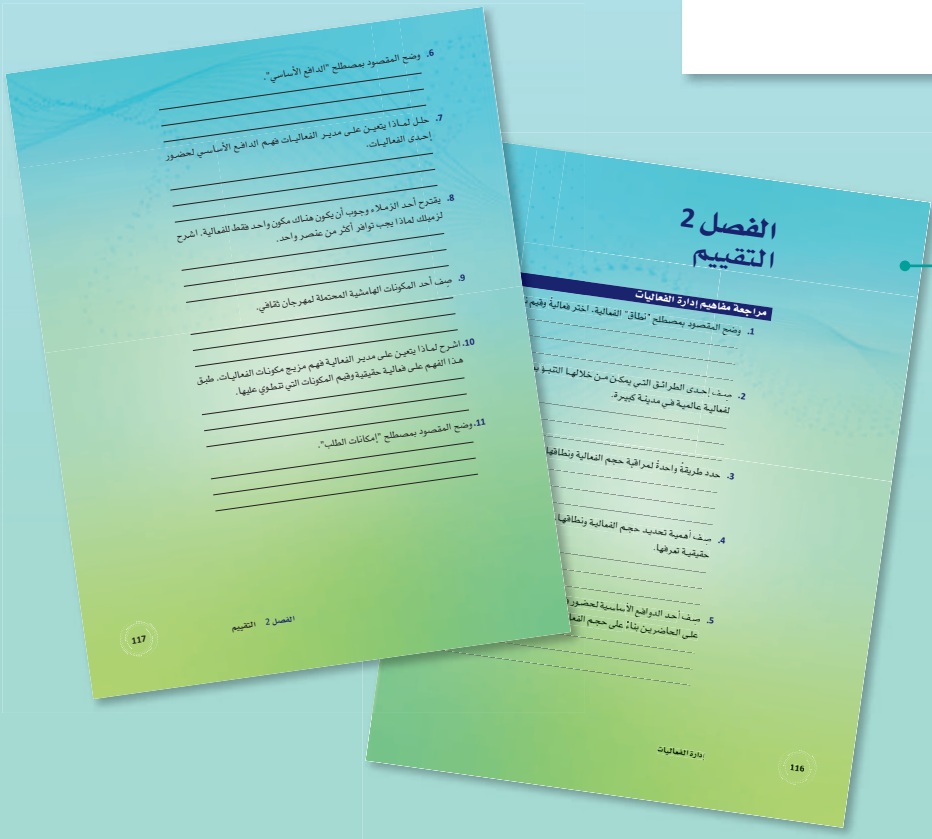 الفصل 2
التقييم
مراجعة مفاهيم إدارة الفعاليات
1. وضح المقصود بمصطلح "نطاق" الفعالية. اختر فعاليةً وقيم
2. صِف إحدى الطرائق التي يمكن من خلالها التنبؤ
لفعالية عالمية في مدينة كبيرة.
3. حدد طريقةً واحدةً لمراقبة حجم الفعالية ونطاقها
4. صِف أهمية تحديد حجم الفعالية ونطاقها.
حقيقية تعرفها.
5. صِف أحد الدوافع الأساسية لحضور
على الحاضرين بناءً على حجم
إدارة الفعاليات
116
6. وضح المقصود بمصطلح "الدافع الأساسي".
7. حلل لماذا يتعين على مدير الفعاليات فهم الدافع الأساسي لحضور
إحدى الفعاليات.
8. يقترح أحد الزملاء وجوب أن يكون هناك مكون واحد فقط للفعالية. اشرح
لزميلك لماذا يجب توافر أكثر من عنصر واحد.
9. صِف أحد المكونات الهامشية المحتملة لمهرجان ثقافي.
10. اشرح لماذا يتعين على مدير الفعالية فهم مزيج مكونات الفعاليات. طبق
هذا الفهم على فعالية حقيقية وقيم المكونات التي تنطوي عليها.
11. وضح المقصود بمصطلح "إمكانات الطلب".
الفصل 2 التقييم
117